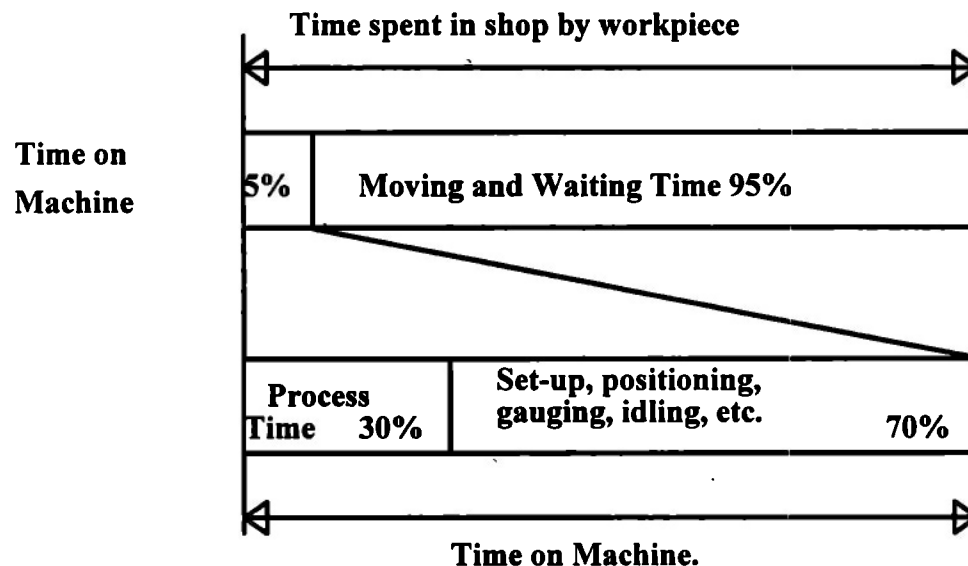 Time spent in shop by workpiece
Time on
Machine
5%
Moving and Waiting Time 95%
Process
Time 30%
Set-up, positioning,
gauging, idling, etc.
70%
Time on Machine.